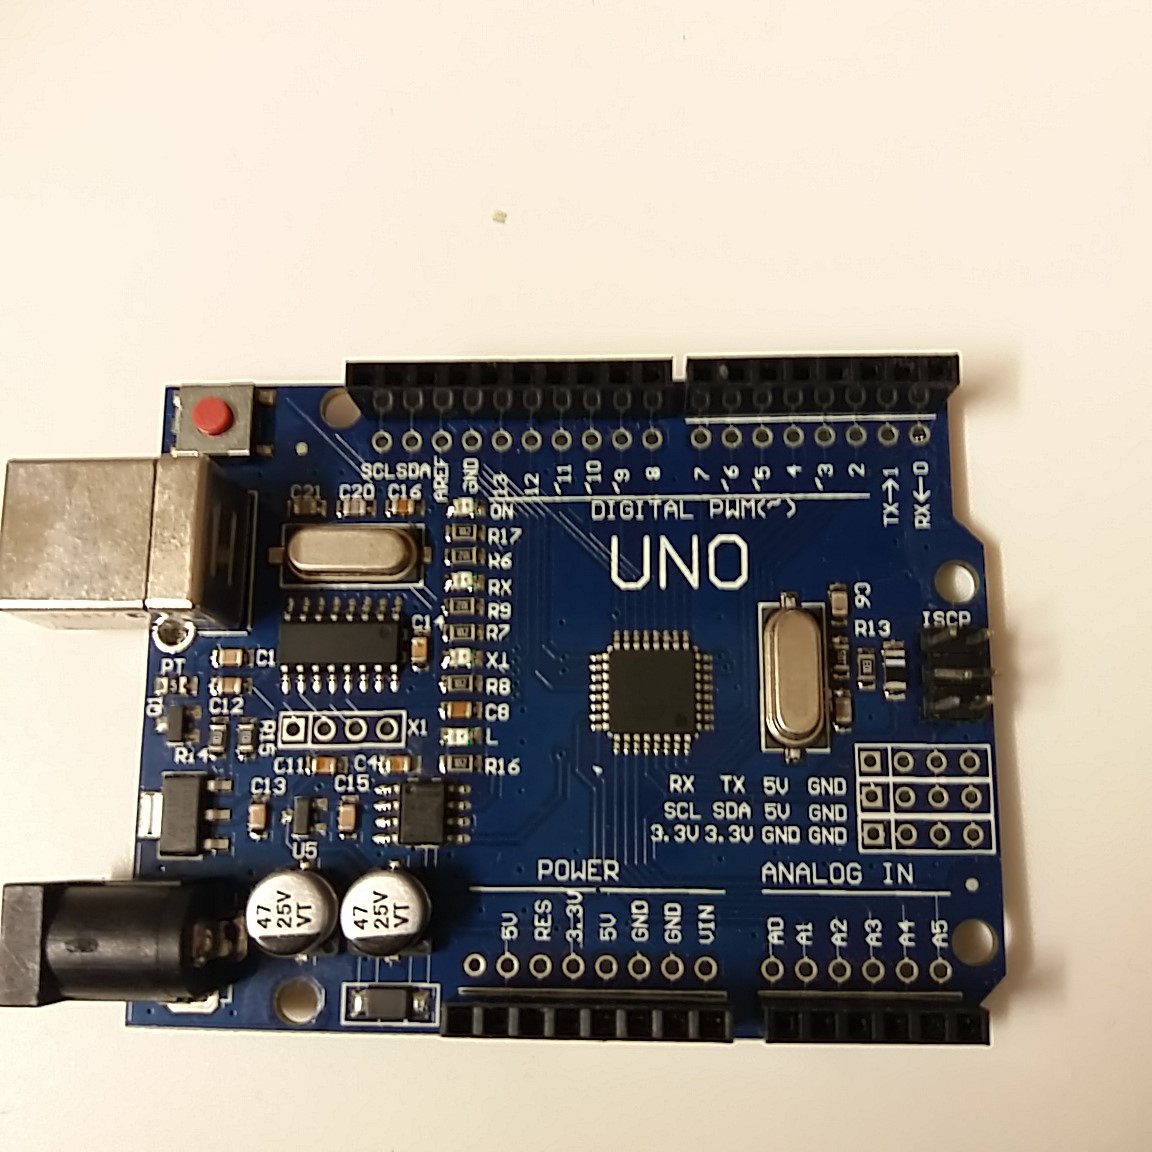 SCL SDA AREF GND 13 12 ~11 ~10 ~9 8 7 ~6 ~5 4 ~3 2 TX→1 RX←0
C21 C20 C16
ON
DIGITAL PWM(~)
R17
UNO
R6
RX
C3
R9
ISCP
C14
R7
R13
C1
X1
PT
R8
C12
C8
X1
R15
L
R14
C11 C4
R16
C13 C15
RX TX 5V GND
SCL SDA 5V GND
3.3V 3.3V GND GND
U5
POWER
ANALOG IN
47
25V
VT
47
25V
VT
5V RES 3.3V 5V GND GND VIN
A0 A1 A2 A3 A4 A5